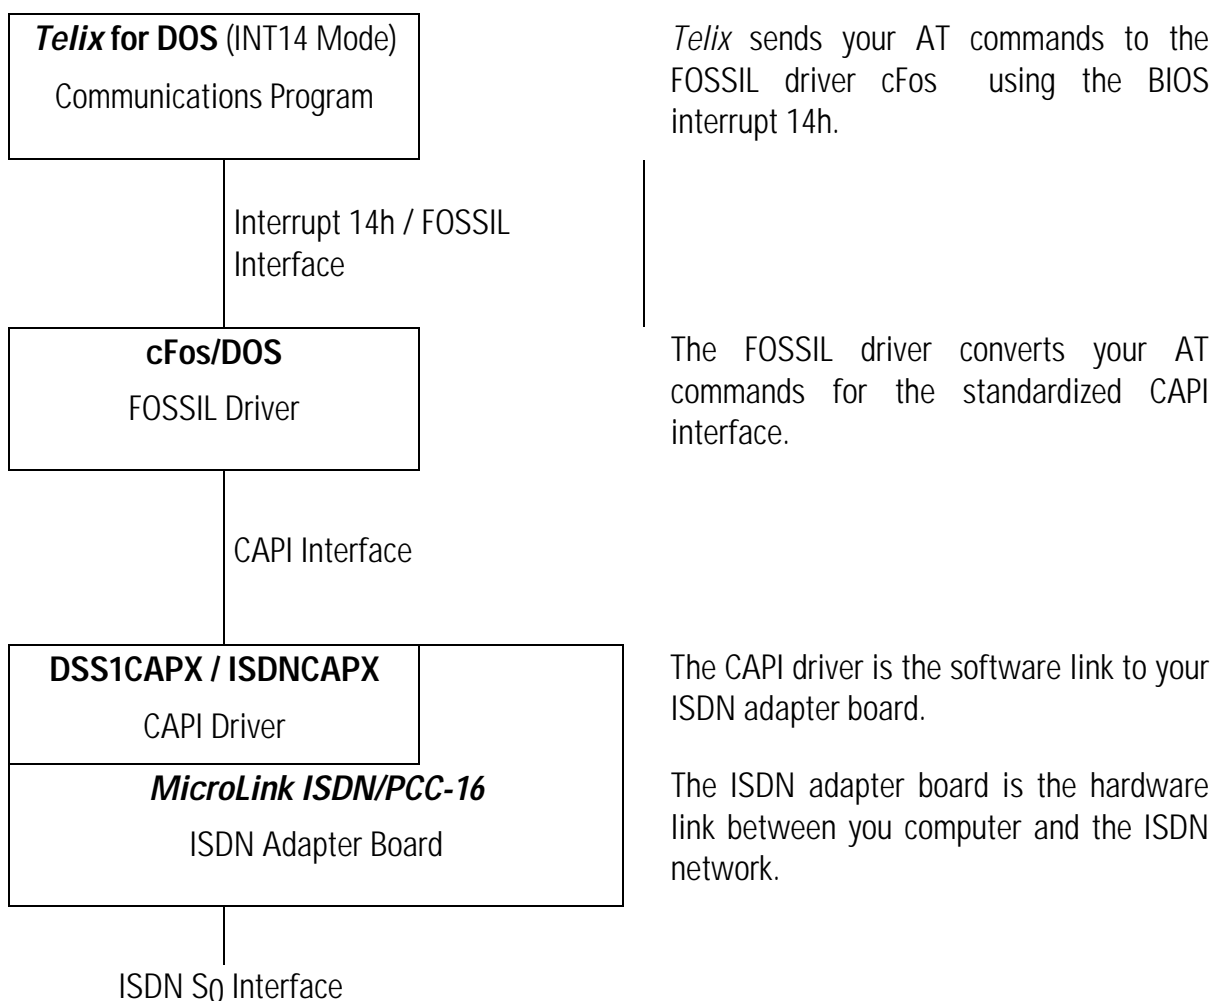 Telix for DOS (INT14 Mode)
Communications Program
Telix sends your AT commands to the
FOSSIL driver cFos using the BIOS
interrupt 14h.
Interrupt 14h / FOSSIL
Interface
cFos/DOS
FOSSIL Driver
The FOSSIL driver converts your AT
commands for the standardized CAPI
interface.
CAPI Interface
DSS1CAPX / ISDNCAPX
CAPI Driver
The CAPI driver is the software link to your
ISDN adapter board.
MicroLink ISDN/PCC-16
ISDN Adapter Board
The ISDN adapter board is the hardware
link between you computer and the ISDN
network.
ISDN S0 Interface